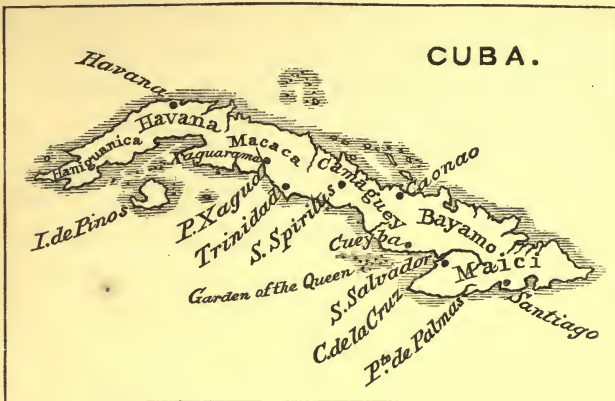 CUBA.
Havana
Havana
Haniguanica
Macaca
Xaguarama
Camaguey
Caonao
I. de Pinos
P. Xagua
Trinidad
S. Spiritus
Bayamo
Cueyba
Maici
Garden of the Queen
S. Salvador
C. de la Cruz
Pto. de Palmas
Santiago